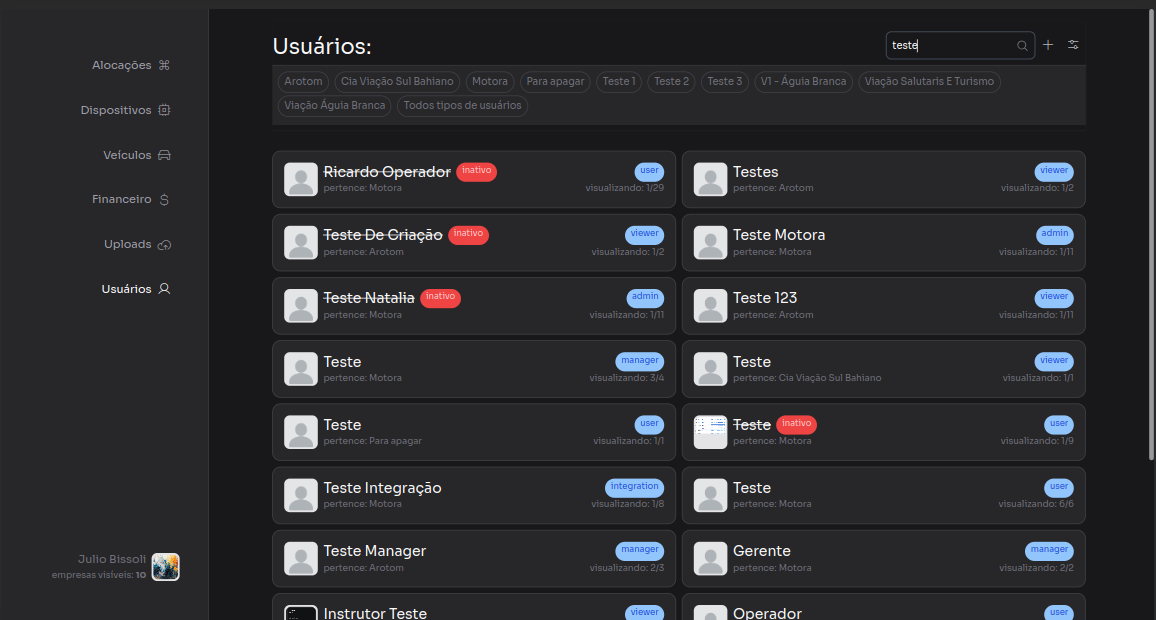 Alocações
Dispositivos
Veículos
Financeiro
Uploads
Usuários
Julio Bissoli
empresas visíveis: 10
Usuários:
teste
Arotom Cia Viação Sul Bahiano Motora Para apagar Teste 1 Teste 2 Teste 3 V1 - Águia Branca Viação Salutaris E Turismo
Viação Águia Branca Todos tipos de usuários
Ricardo Operador inativo user
pertence: Motora visualizando: 1/29
Testes viewer
pertence: Arotom visualizando: 1/2
Teste De Criação inativo viewer
pertence: Arotom visualizando: 1/2
Teste Motora admin
pertence: Motora visualizando: 1/11
Teste Natalia inativo admin
pertence: Motora visualizando: 1/11
Teste 123 viewer
pertence: Arotom visualizando: 1/11
Teste manager
pertence: Motora visualizando: 3/4
Teste viewer
pertence: Cia Viação Sul Bahiano visualizando: 1/1
Teste user
pertence: Para apagar visualizando: 1/1
Teste inativo user
pertence: Motora visualizando: 1/9
Teste Integração integration
pertence: Motora visualizando: 1/8
Teste user
pertence: Motora visualizando: 6/6
Teste Manager manager
pertence: Arotom visualizando: 2/3
Gerente manager
pertence: Motora visualizando: 2/2
Instrutor Teste viewer
Operador user